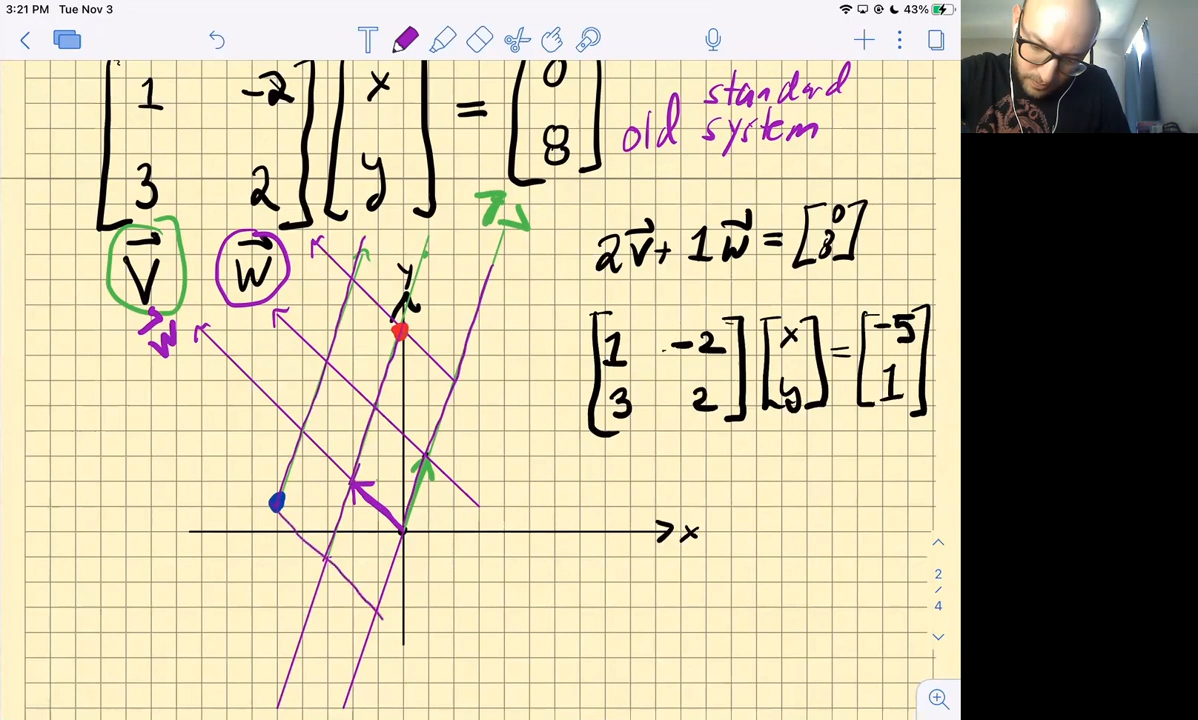 3:21 PM Tue Nov 3
43%
T
1 -2 x = 0
3 2 y 8
old standard system
V W
W
2V + 1W = [0 8]
1 -2 x = -5
3 2 y 1
y
x
V
2
4